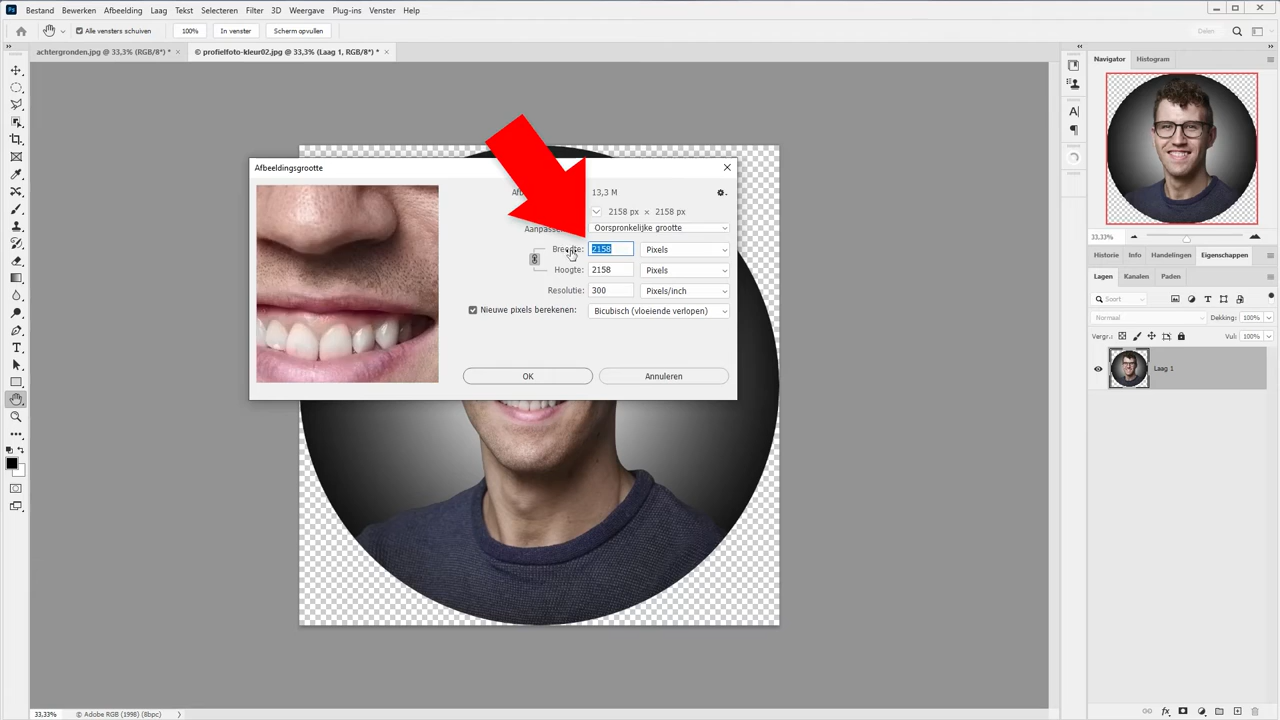 Ps Bestand Bewerken Afbeelding Laag Tekst Selecteren Filter 3D Weergave Plug-ins Venster Help
Alle vensters schuiven 100% In venster Scherm opvullen Delen
achtergronden.jpg @ 33,3% (RGB/8*) * × © profielfoto-kleur02.jpg @ 33,3% (Laag 1, RGB/8*) * ×
Navigator Histogram
Afbeeldingsgrootte
13,3 M
2158 px × 2158 px
Oorspronkelijke grootte
Breedte: 2158 Pixels
Hoogte: 2158 Pixels
Resolutie: 300 Pixels/inch
Nieuwe pixels berekenen: Bicubisch (vloeiende verlopen)
OK Annuleren
33,33%
Historie Info Handelingen Eigenschappen
Lagen Kanalen Paden
Soort
Normaal Dekking: 100%
Vergr.: Vul: 100%
Laag 1
33,33% © Adobe RGB (1998) (8bpc)